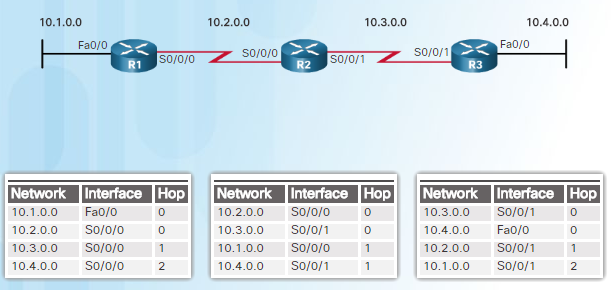 10.1.0.0 10.2.0.0 10.3.0.0 10.4.0.0
Fa0/0 R1 S0/0/0 S0/0/0 R2 S0/0/1 S0/0/1 R3 Fa0/0
Network Interface Hop
10.1.0.0 Fa0/0 0
10.2.0.0 S0/0/0 0
10.3.0.0 S0/0/0 1
10.4.0.0 S0/0/0 2
Network Interface Hop
10.2.0.0 S0/0/0 0
10.3.0.0 S0/0/1 0
10.1.0.0 S0/0/0 1
10.4.0.0 S0/0/1 1
Network Interface Hop
10.3.0.0 S0/0/1 0
10.4.0.0 Fa0/0 0
10.2.0.0 S0/0/1 1
10.1.0.0 S0/0/1 2